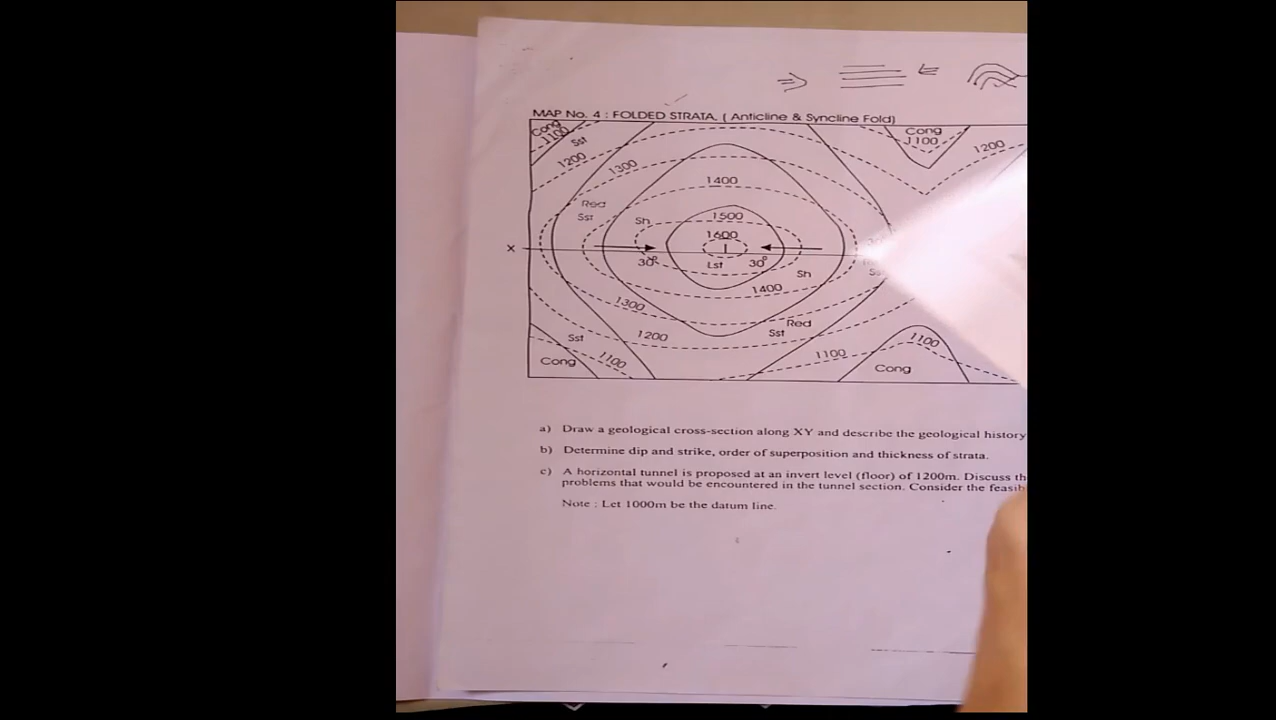 MAP No. 4 : FOLDED STRATA, ( Anticline & Syncline Fold)
Cong
1100
Sst
1200
1300
1400
Cong
1100
1200
Red
Sst
Sh
1500
1600
X
30°
Lst
30°
Sh
1400
1300
Red
Sst
1200
Sst
1100
Cong
1100
1100
Cong
a) Draw a geological cross-section along XY and describe the geological history
b) Determine dip and strike, order of superposition and thickness of strata.
c) A horizontal tunnel is proposed at an invert level (floor) of 1200m. Discuss
problems that would be encountered in the tunnel section. Consider the
Note : Let 1000m be the datum line.